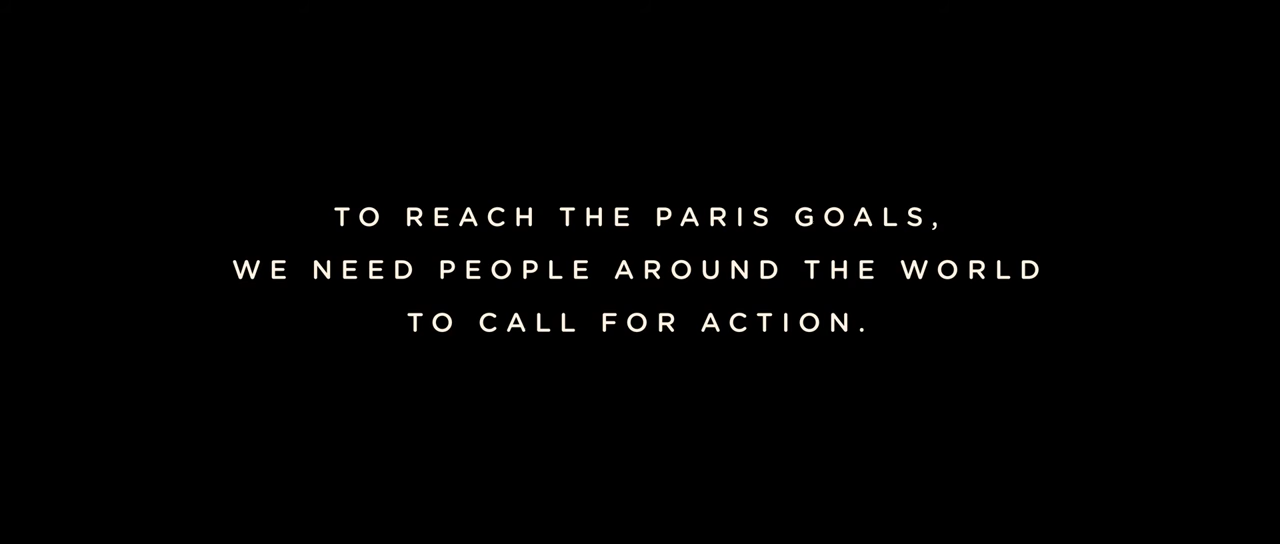 TO REACH THE PARIS GOALS,
WE NEED PEOPLE AROUND THE WORLD
TO CALL FOR ACTION.